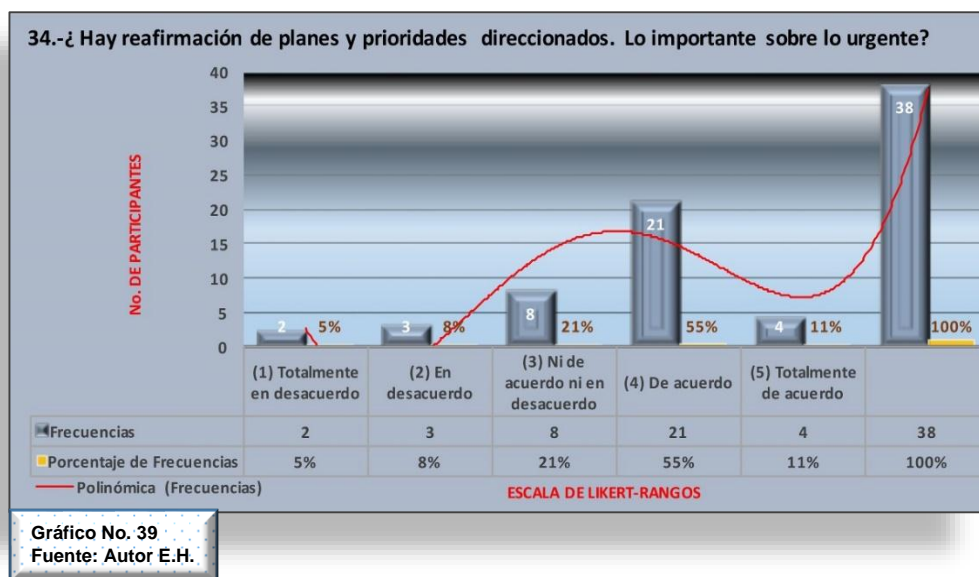 34.-¿ Hay reafirmación de planes y prioridades direccionados. Lo importante sobre lo urgente?
No. DE PARTICIPANTES
40
35
30
25
20
15
10
5
0
2 5% 3 8% 8 21% 21 55% 4 11% 38 100%
(1) Totalmente en desacuerdo
(2) En desacuerdo
(3) Ni de acuerdo ni en desacuerdo
(4) De acuerdo
(5) Totalmente de acuerdo
Frecuencias 2 3 8 21 4 38
Porcentaje de Frecuencias 5% 8% 21% 55% 11% 100%
Polinómica (Frecuencias)
ESCALA DE LIKERT-RANGOS
Gráfico No. 39
Fuente: Autor E.H.